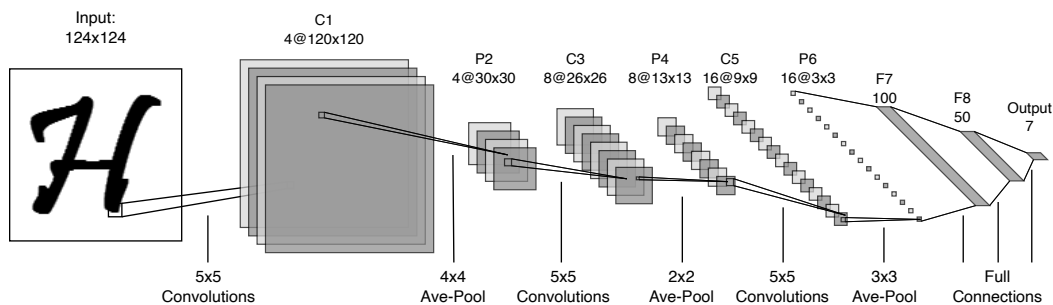 Input:
124x124
C1
4@120x120
P2
4@30x30
C3
8@26x26
P4
8@13x13
C5
16@9x9
P6
16@3x3
F7
100
F8
50
Output
7
H
5x5
Convolutions
4x4
Ave-Pool
5x5
Convolutions
2x2
Ave-Pool
5x5
Convolutions
3x3
Ave-Pool
Full
Connections